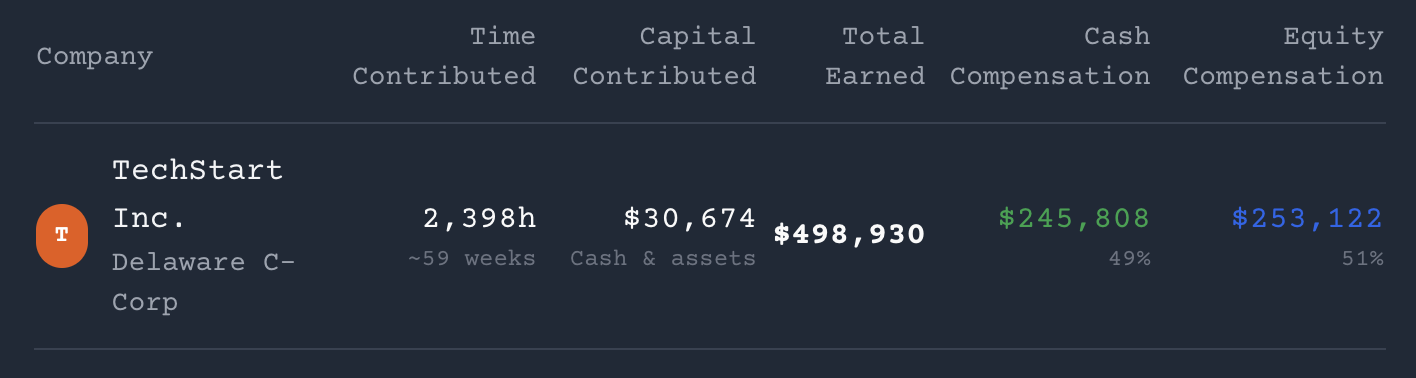 Company
Time
Contributed
Capital
Contributed
Total
Earned
Cash
Compensation
Equity
Compensation
T
TechStart
Inc.
Delaware C-
Corp
2,398h
~59 weeks
$30,674
Cash & assets
$498,930
$245,808
49%
$253,122
51%